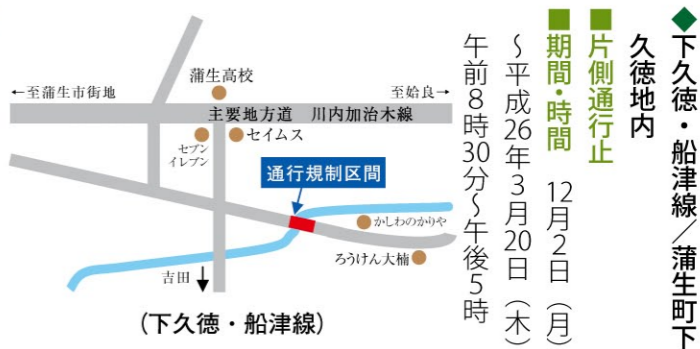 ◆下久徳・船津線／蒲生町下
久徳地内
■片側通行止
■期間・時間　12月2日（月）
～平成26年3月20日（木）
午前8時30分～午後5時
蒲生高校
←至蒲生市街地
至姶良→
主要地方道　川内加治木線
セブン
イレブン
セイムス
通行規制区間
かしわのかりや
ろうけん大楠
吉田
（下久徳・船津線）